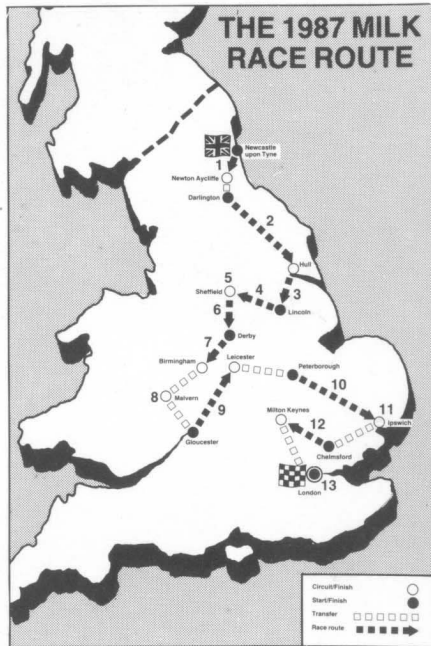 THE 1987 MILK
RACE ROUTE
Newcastle
upon Tyne
1
Newton Aycliffe
Darlington
2
Hull
3
4
5
Sheffield
Lincoln
6
Derby
7
Birmingham
Leicester
Peterborough
8
Malvern
9
10
11
Ipswich
Milton Keynes
12
Gloucester
Chelmsford
13
London
Circuit/Finish
Start/Finish
Transfer
Race route